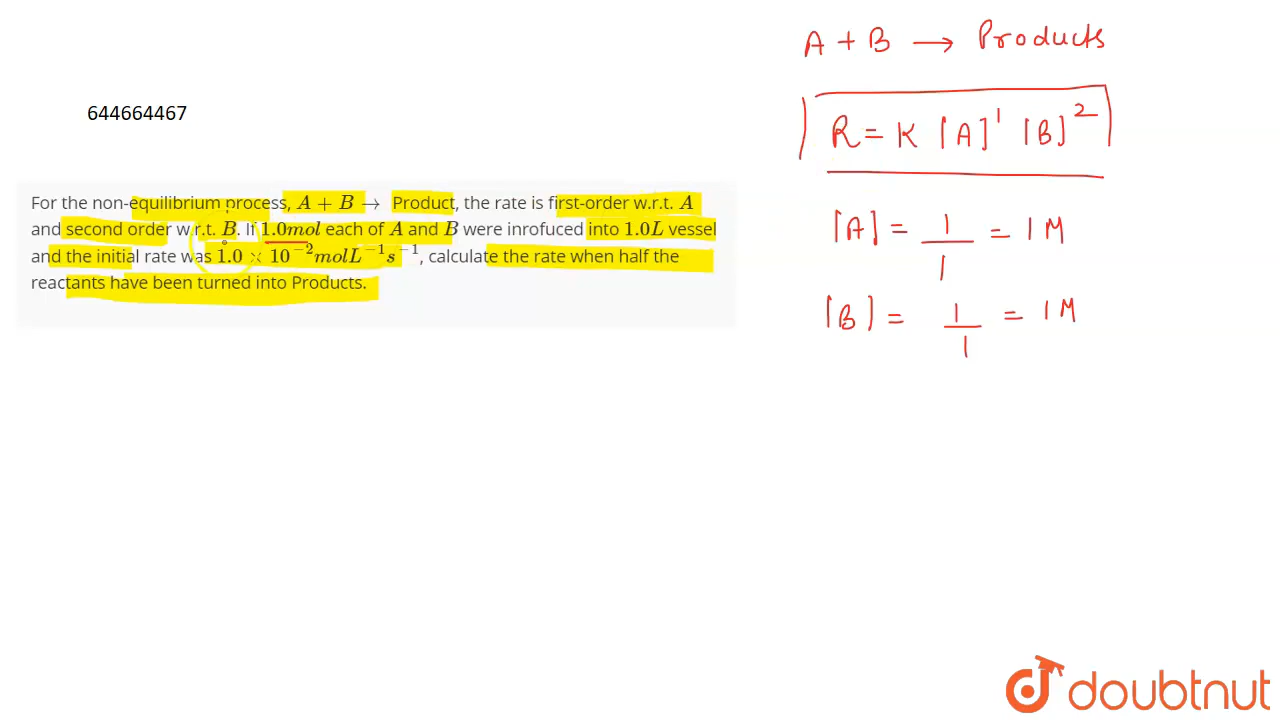 644664467
For the non-equilibrium process, A + B → Product, the rate is first-order w.r.t. A
and second order w.r.t. B. If 1.0mol each of A and B were inrofuced into 1.0L vessel
and the initial rate was 1.0 × 10⁻² mol L⁻¹ s⁻¹, calculate the rate when half the
reactants have been turned into Products.
A + B → Products
R = K [A]¹ [B]²
[A] = 1/1 = 1 M
[B] = 1/1 = 1 M
doubtnut